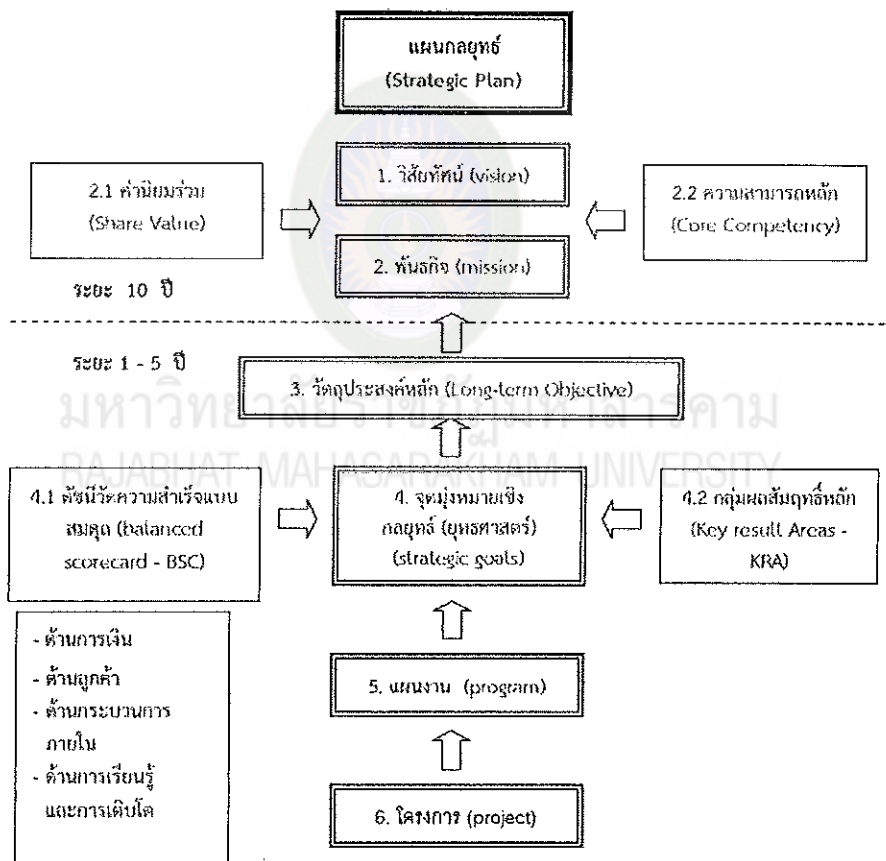 แผนกลยุทธ์
(Strategic Plan)
1. วิสัยทัศน์ (vision)
2.1 ค่านิยมร่วม
(Share Value)
2.2 ความสามารถหลัก
(Core Competency)
2. พันธกิจ (mission)
ระยะ 10 ปี
ระยะ 1 - 5 ปี
3. วัตถุประสงค์หลัก (Long-term Objective)
มหาวิทยาลัยราชภัฏมหาสารคาม
RAJABHAT MAHASARAKHAM UNIVERSITY
4.1 ดัชนีวัดความสำเร็จแบบ
สมดุล (balanced
scorecard - BSC)
4. จุดมุ่งหมายเชิง
กลยุทธ์ (ยุทธศาสตร์)
(strategic goals)
4.2 กลุ่มผลสัมฤทธิ์หลัก
(Key result Areas -
KRA)
- ด้านการเงิน
- ด้านลูกค้า
- ด้านกระบวนการ
ภายใน
- ด้านการเรียนรู้
และการเติบโต
5. แผนงาน (program)
6. โครงการ (project)